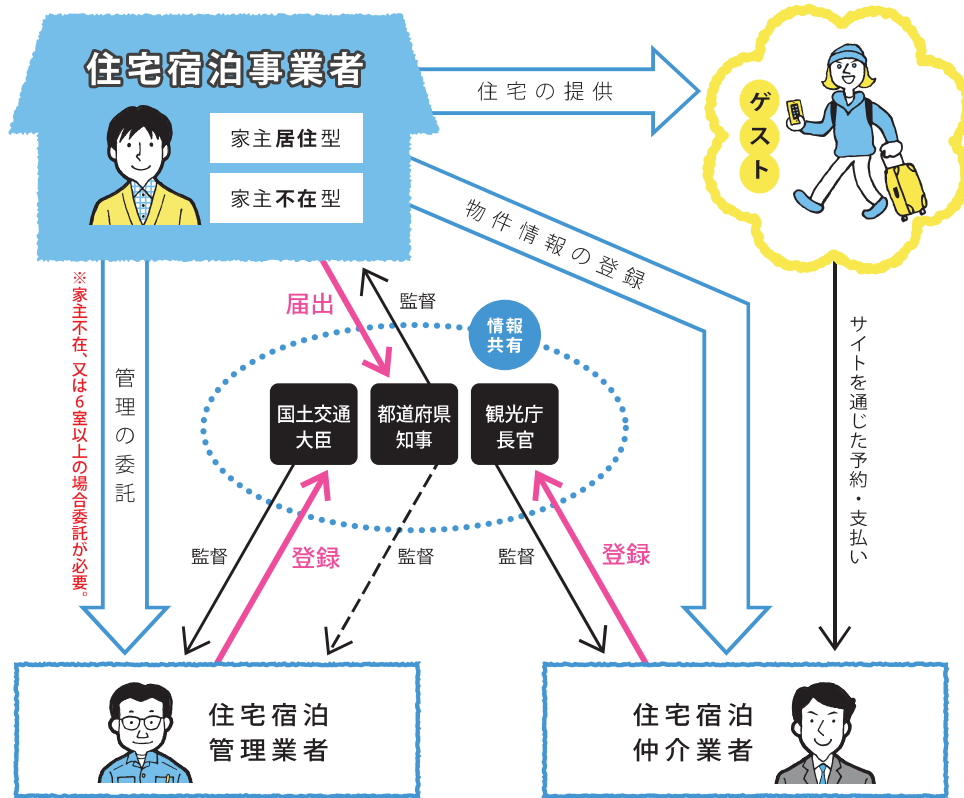 住宅宿泊事業者
家主居住型
家主不在型
住宅の提供
ゲスト
物件情報の登録
※家主不在、又は6室以上の場合委託が必要。
管理の委託
届出
監督
情報
共有
国土交通
大臣
都道府県
知事
観光庁
長官
サイトを通じた予約・支払い
監督
登録
監督
監督
登録
住宅宿泊
管理業者
住宅宿泊
仲介業者